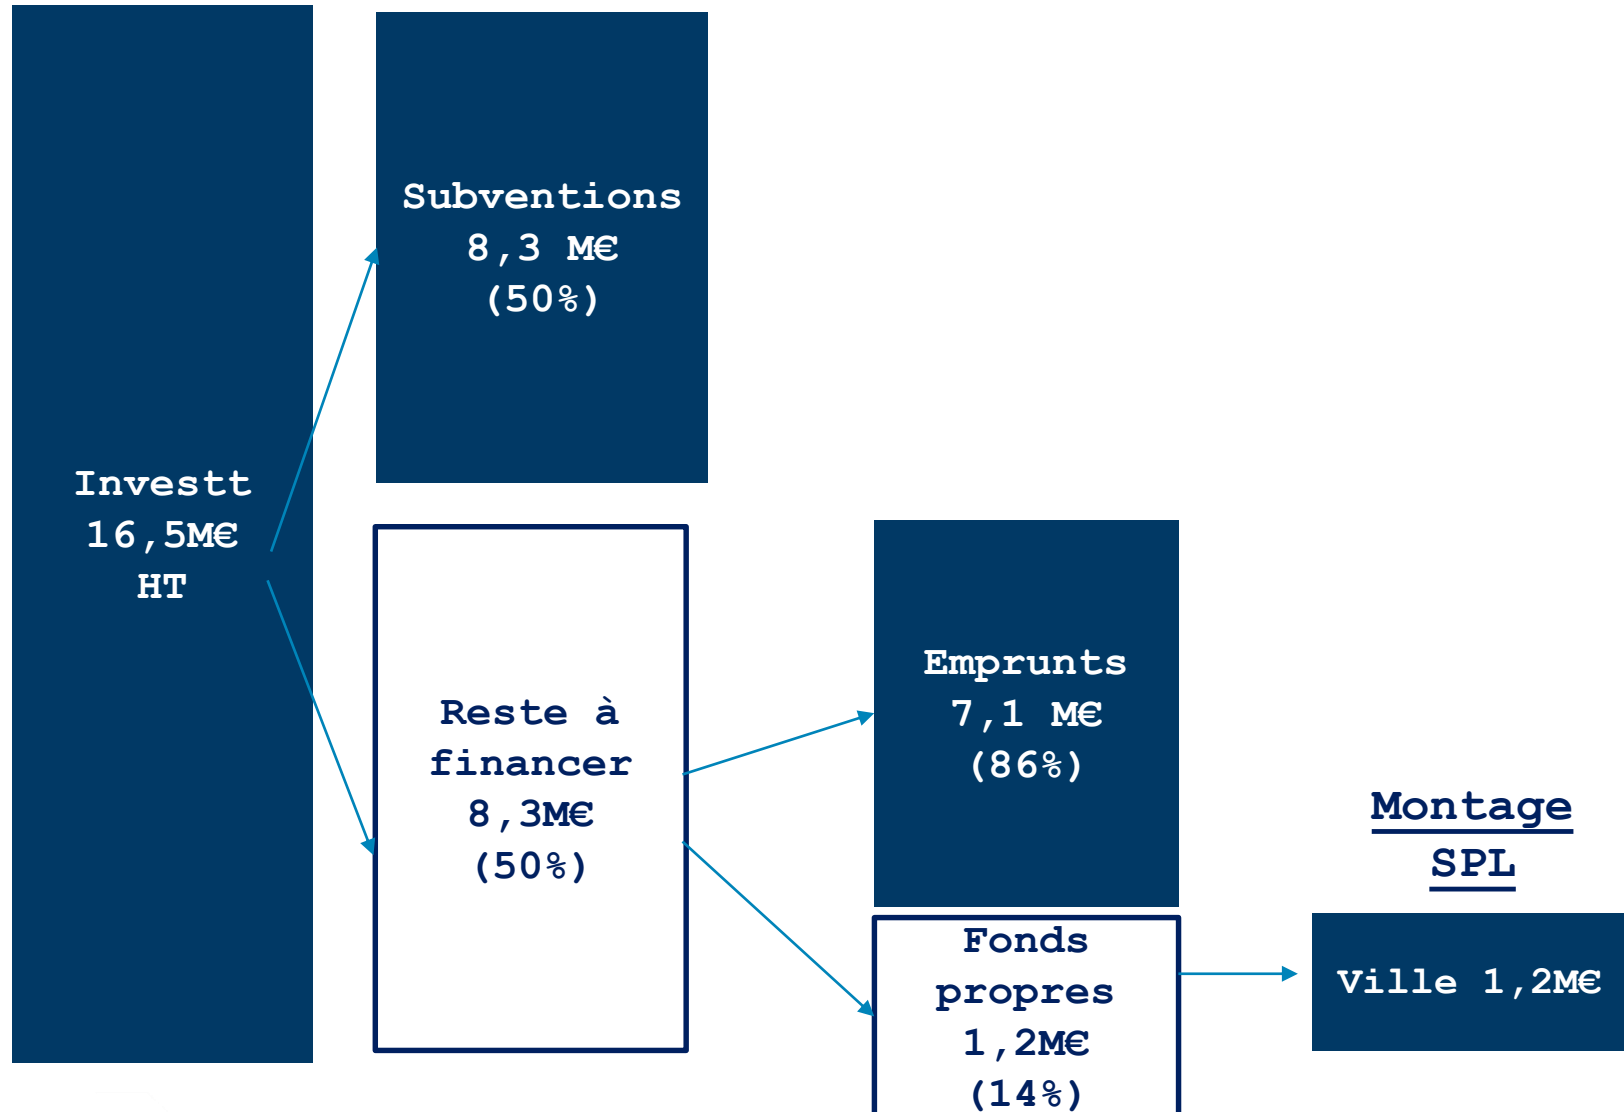 Investt
16,5M€
HT
Subventions
8,3 M€
(50%)
Reste à
financer
8,3M€
(50%)
Emprunts
7,1 M€
(86%)
Fonds
propres
1,2M€
(14%)
Montage
SPL
Ville 1,2M€